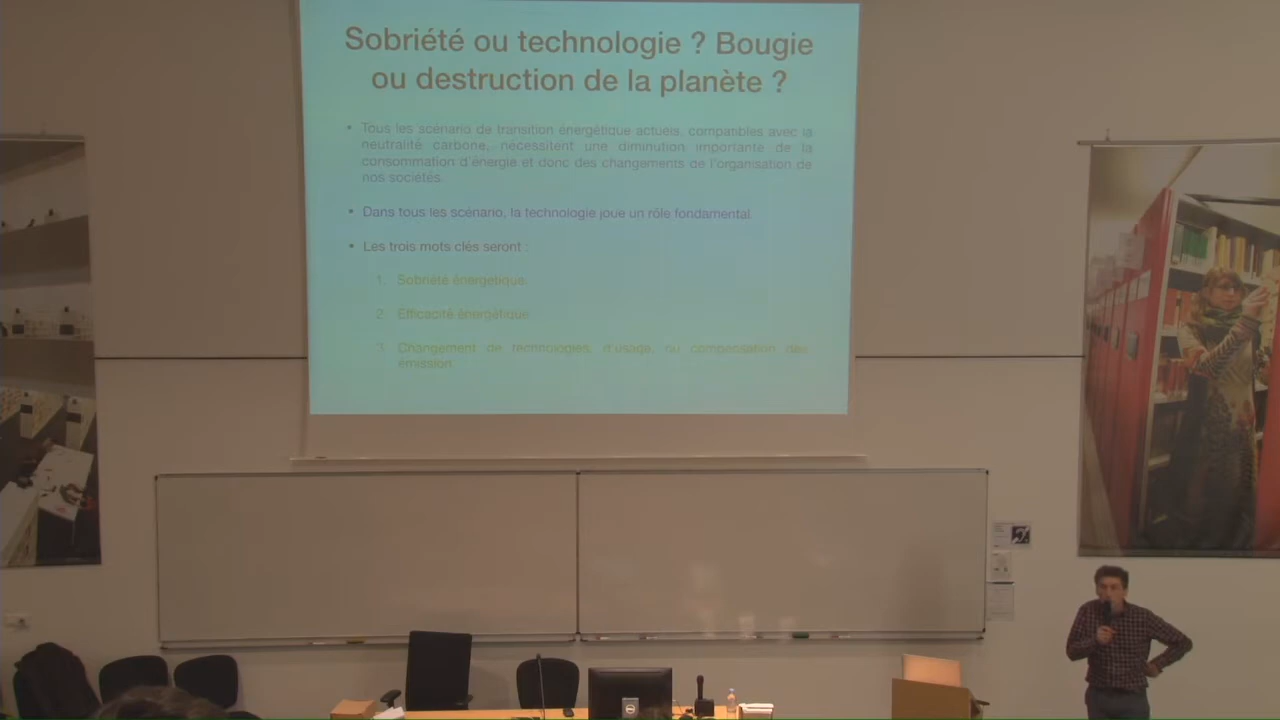 Sobriété ou technologie ? Bougie
ou destruction de la planète ?
• Tous les scénario de transition énergétique actuels, compatibles avec la
neutralité carbone, nécessitent une diminution importante de la
consommation d'énergie et donc des changements de l'organisation de
nos sociétés.
• Dans tous les scénario, la technologie joue un rôle fondamental.
• Les trois mots clés seront :
1. Sobriété énergétique.
2. Efficacité énergétique.
3. Changement de technologies, d'usage, ou compensation des
émission.
DELL